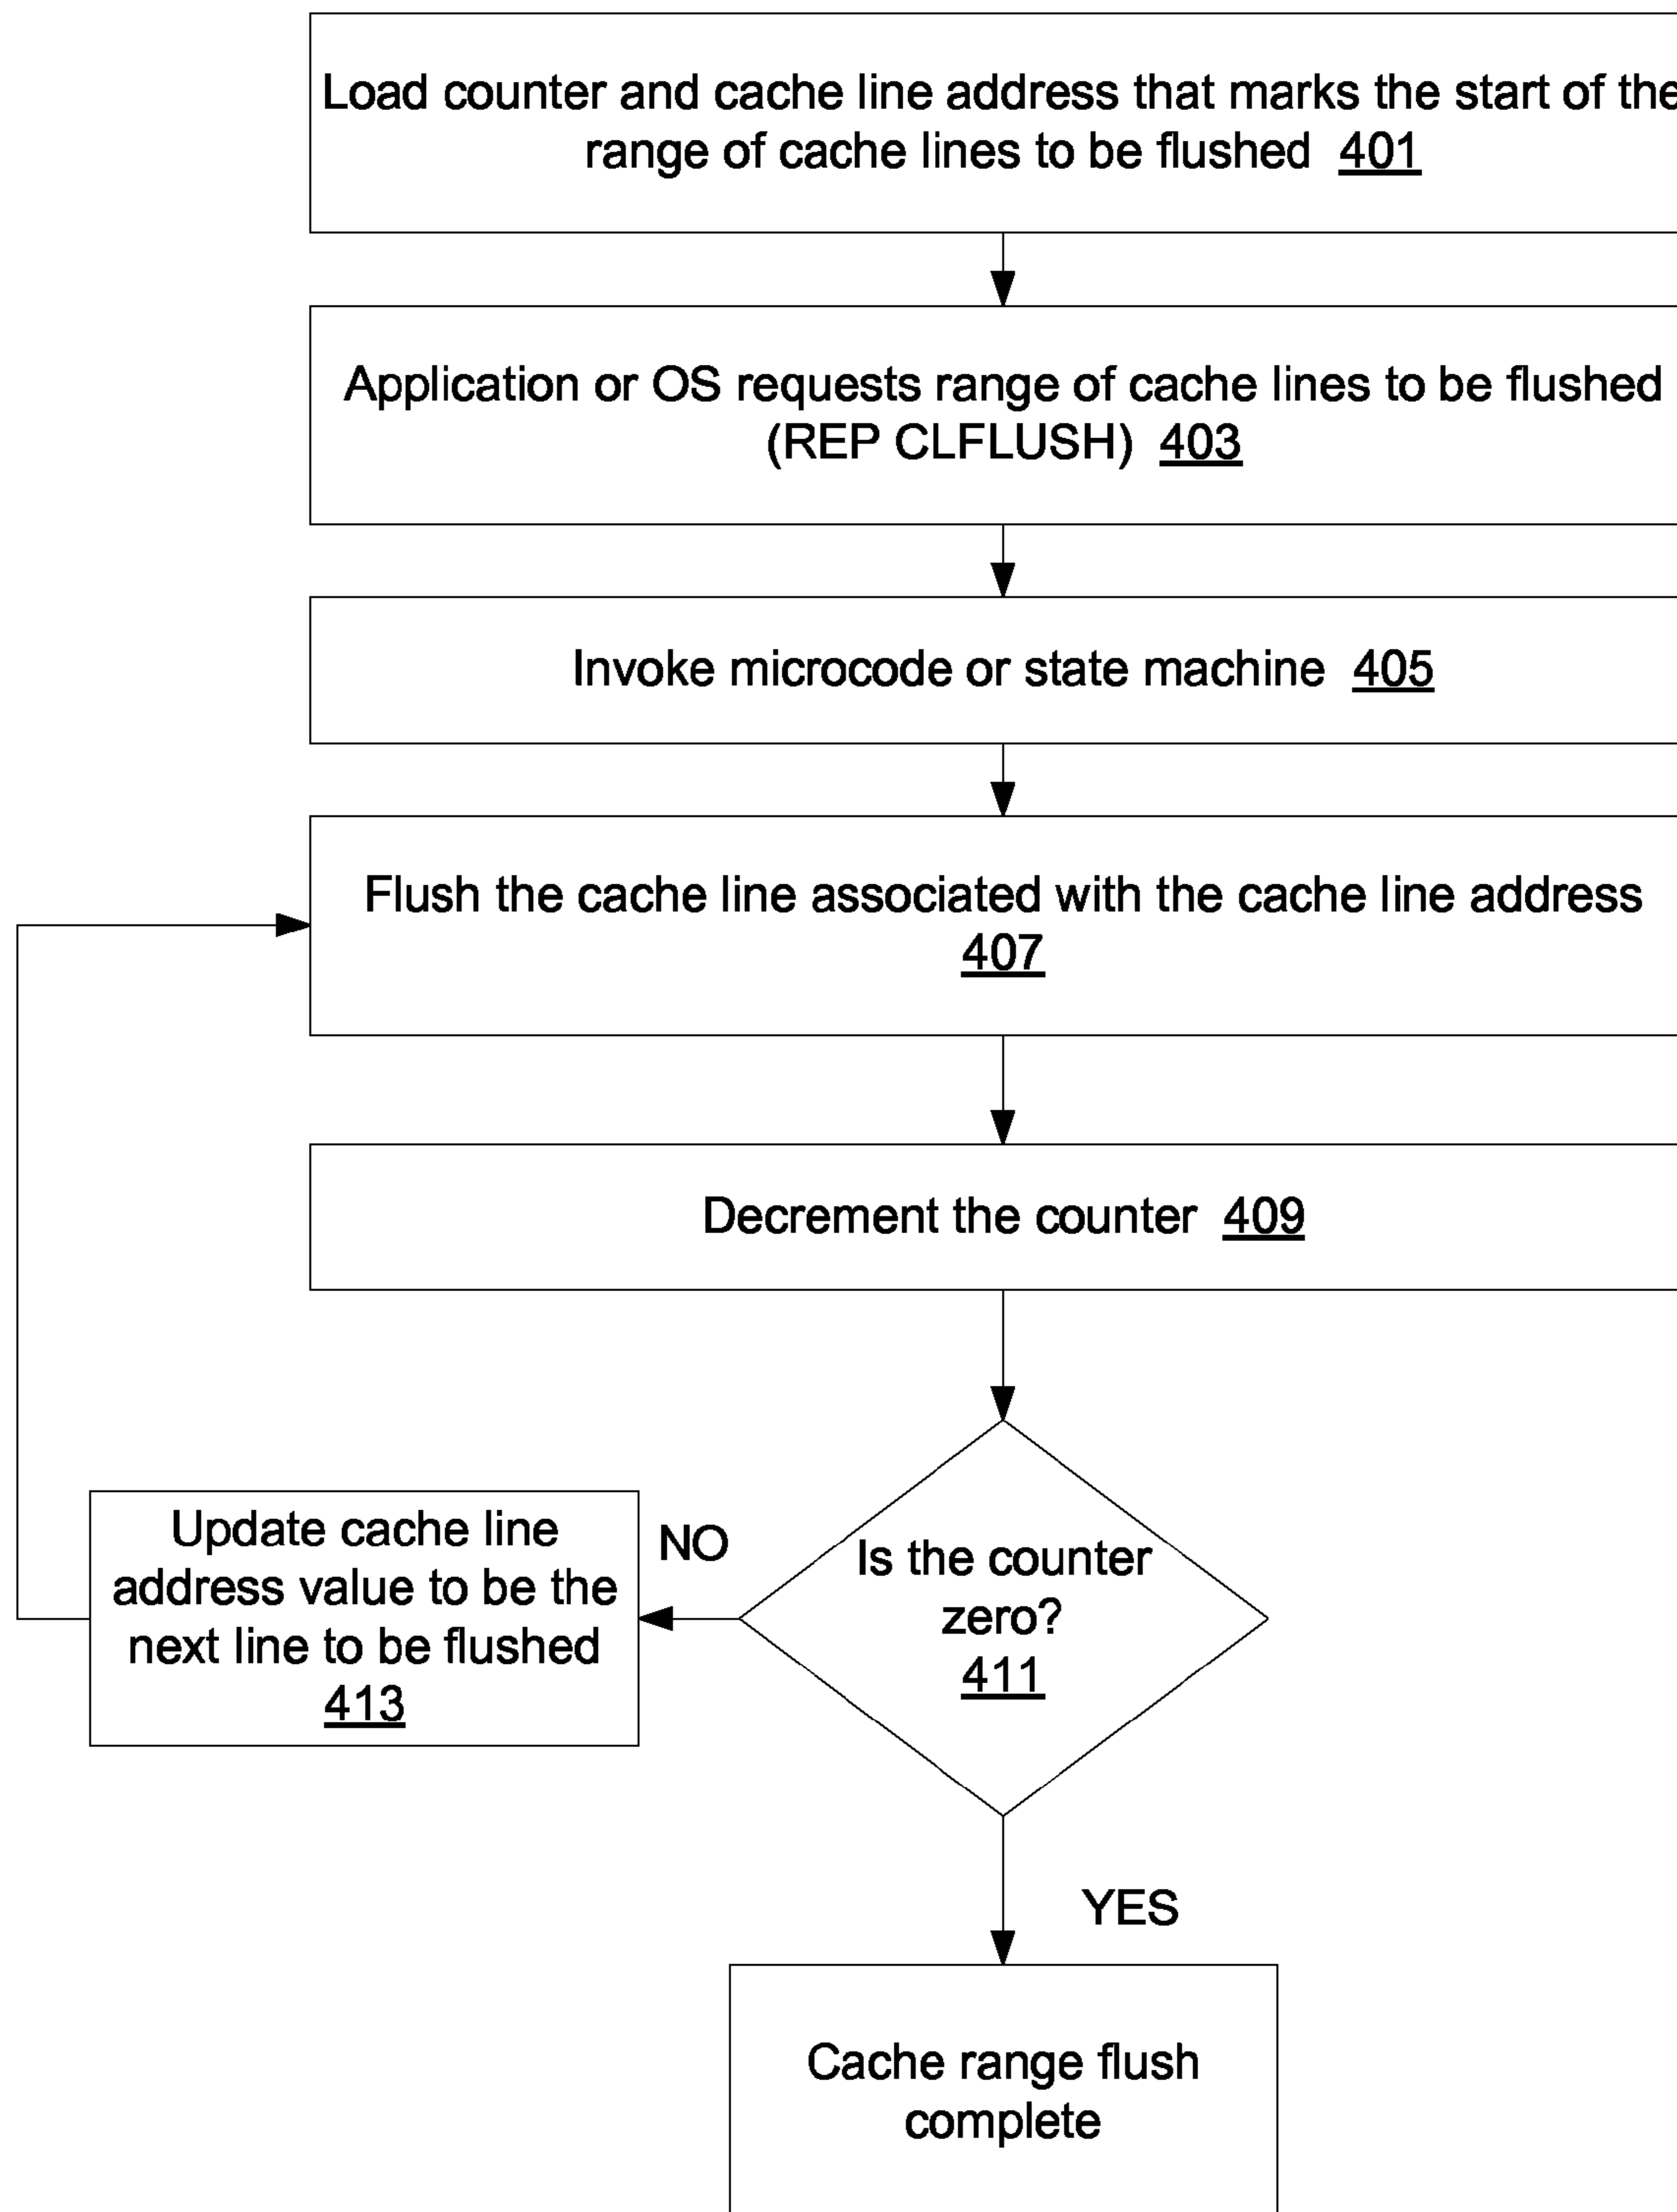 Load counter and cache line address that marks the start of the
range of cache lines to be flushed 401
Application or OS requests range of cache lines to be flushed
(REP CLFLUSH) 403
Invoke microcode or state machine 405
Flush the cache line associated with the cache line address
407
Decrement the counter 409
Is the counter
zero?
411
NO
Update cache line
address value to be the
next line to be flushed
413
YES
Cache range flush
complete